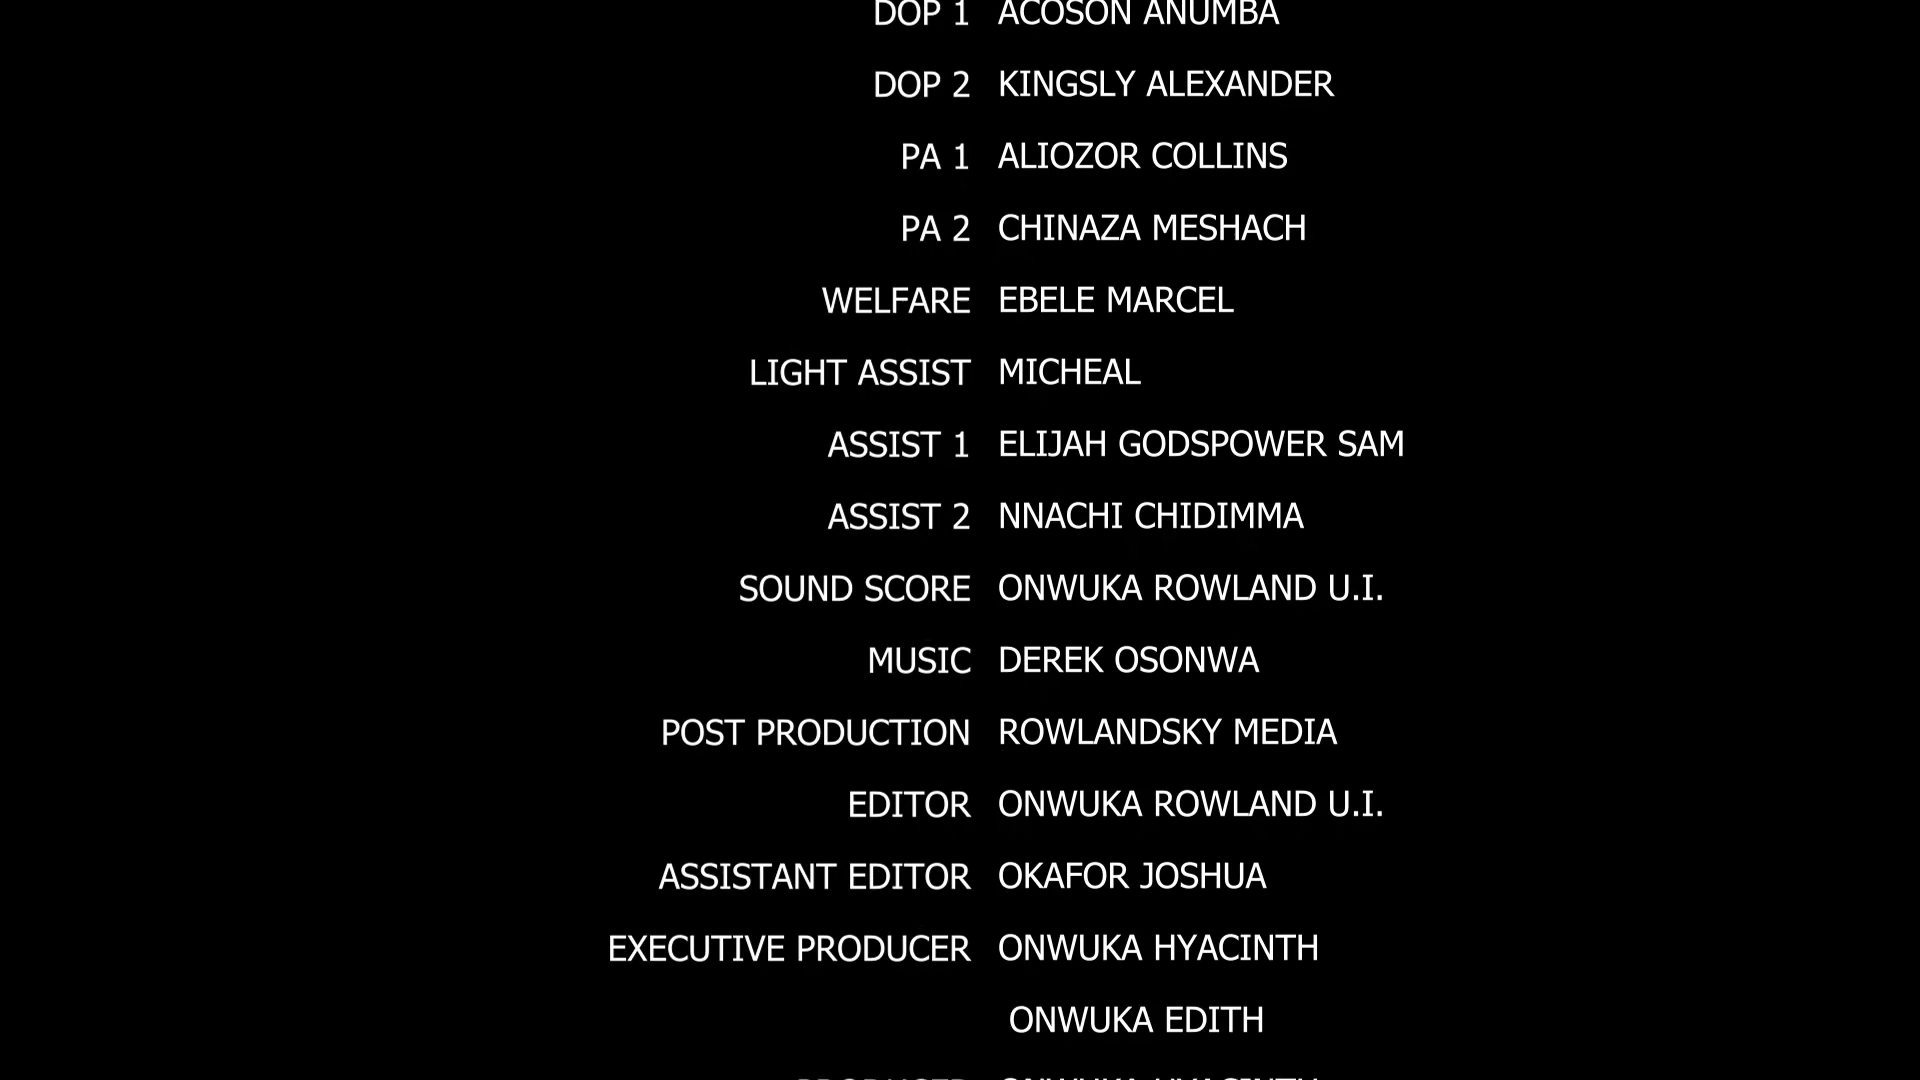 DOP 1 ACOSON ANUMBA
DOP 2 KINGSLY ALEXANDER
PA 1 ALIOZOR COLLINS
PA 2 CHINAZA MESHACH
WELFARE EBELE MARCEL
LIGHT ASSIST MICHEAL
ASSIST 1 ELIJAH GODSPOWER SAM
ASSIST 2 NNACHI CHIDIMMA
SOUND SCORE ONWUKA ROWLAND U.I.
MUSIC DEREK OSONWA
POST PRODUCTION ROWLANDSKY MEDIA
EDITOR ONWUKA ROWLAND U.I.
ASSISTANT EDITOR OKAFOR JOSHUA
EXECUTIVE PRODUCER ONWUKA HYACINTH
ONWUKA EDITH